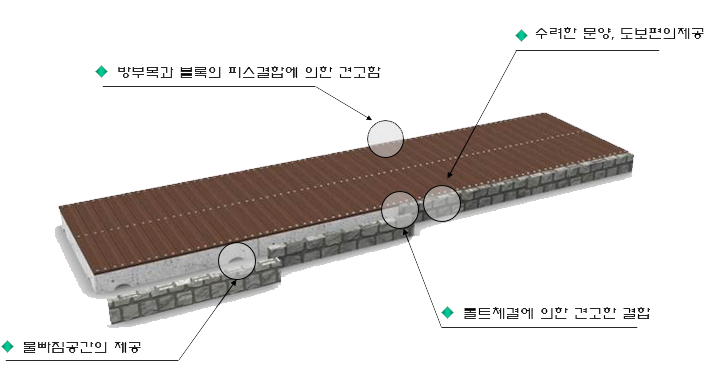 수려한 문양, 도보편의제공
방부목과 블록의 피스결합에 의한 견고함
볼트체결에 의한 견고한 결합
물빠짐공간의 제공